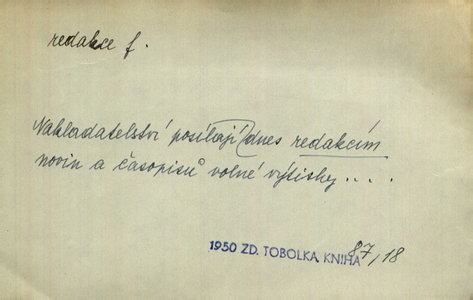 redakce f.
Nakladatelství posílají dnes redakcím
novin a časopisů volné výtisky....
1950 ZD. TOBOLKA, KNIHA 87,18